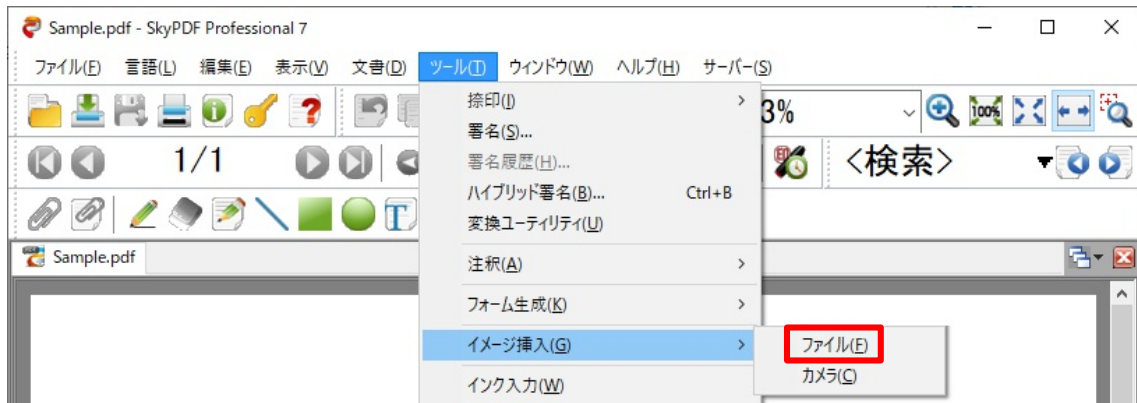 Sample.pdf - SkyPDF Professional 7
ファイル(F) 言語(L) 編集(E) 表示(V) 文書(D) ツール(T) ウィンドウ(W) ヘルプ(H) サーバー(S)
捺印(J)
3%
100%
署名(S)...
1/1
署名履歴(H)...
<検索>
ハイブリッド署名(B)... Ctrl+B
変換ユーティリティ(U)
T
Sample.pdf
注釈(A)
フォーム生成(K)
イメージ挿入(G)
ファイル(F)
カメラ(C)
インク入力(W)